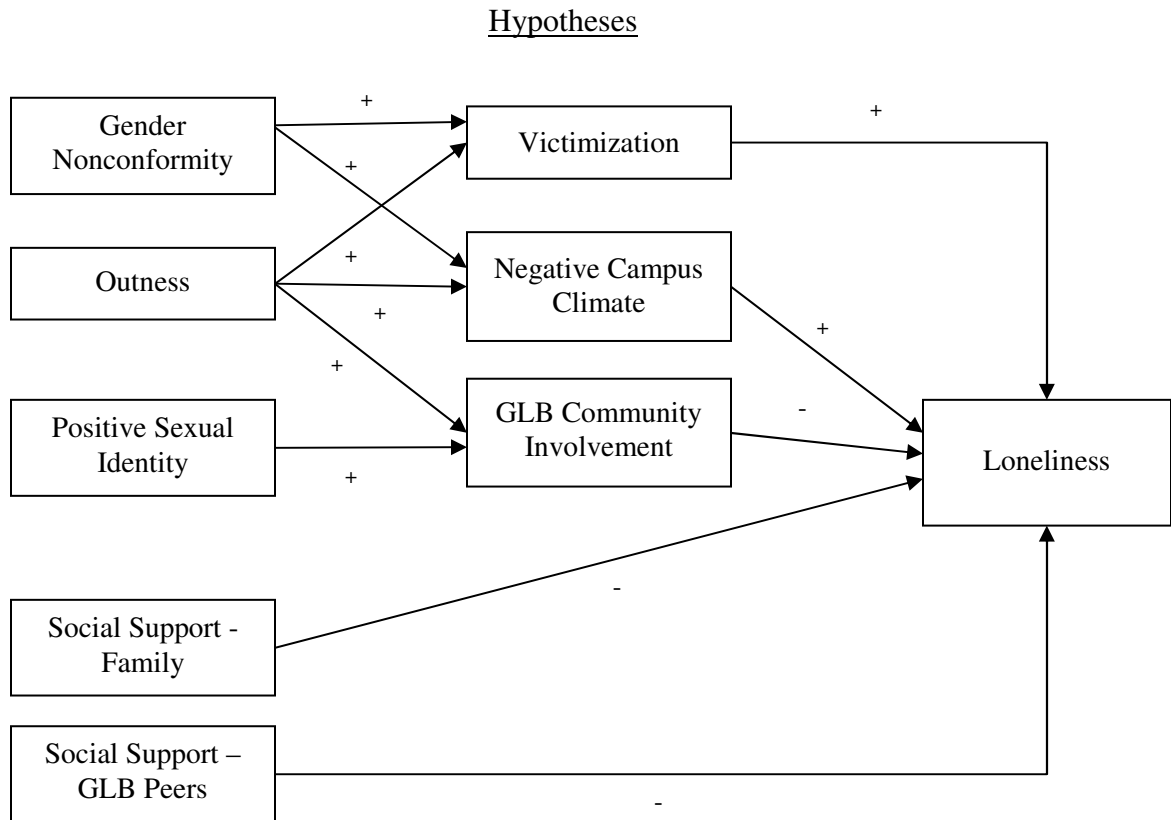 Hypotheses
Gender
Nonconformity
+
Victimization
+
+
Outness
+
Negative Campus
Climate
+
+
+
Positive Sexual
Identity
+
GLB Community
Involvement
-
Loneliness
Social Support -
Family
-
Social Support –
GLB Peers
-